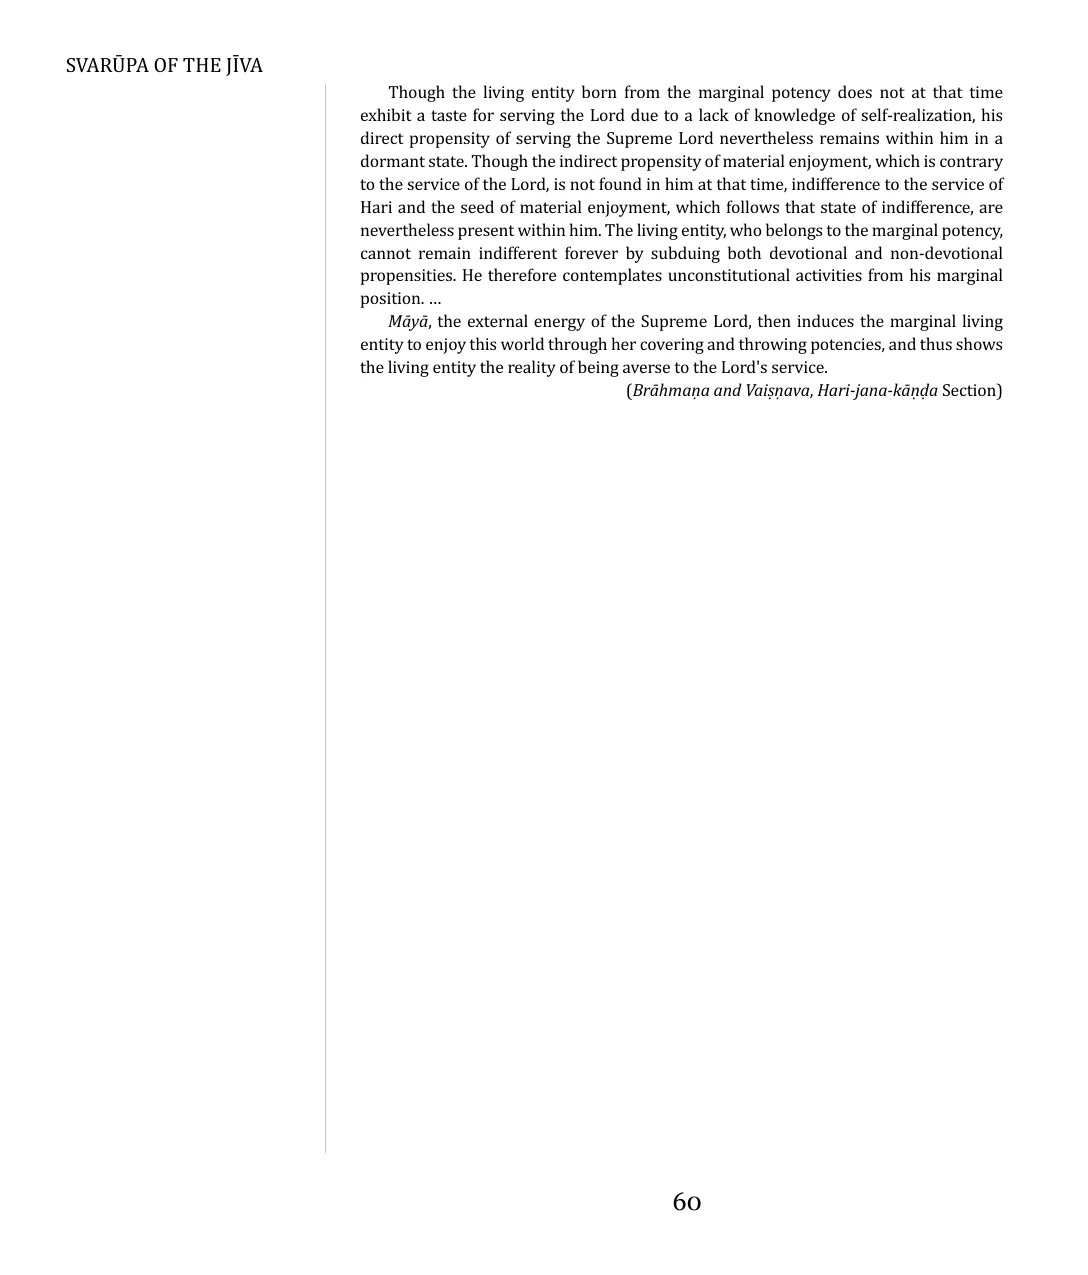 SVARŪPA OF THE JĪVA
Though the living entity born from the marginal potency does not at that time
exhibit a taste for serving the Lord due to a lack of knowledge of self-realization, his
direct propensity of serving the Supreme Lord nevertheless remains within him in a
dormant state. Though the indirect propensity of material enjoyment, which is contrary
to the service of the Lord, is not found in him at that time, indifference to the service of
Hari and the seed of material enjoyment, which follows that state of indifference, are
nevertheless present within him. The living entity, who belongs to the marginal potency,
cannot remain indifferent forever by subduing both devotional and non-devotional
propensities. He therefore contemplates unconstitutional activities from his marginal
position. ...
Māyā, the external energy of the Supreme Lord, then induces the marginal living
entity to enjoy this world through her covering and throwing potencies, and thus shows
the living entity the reality of being averse to the Lord's service.
(Brāhmaṇa and Vaiṣṇava, Hari-jana-kāṇḍa Section)
60